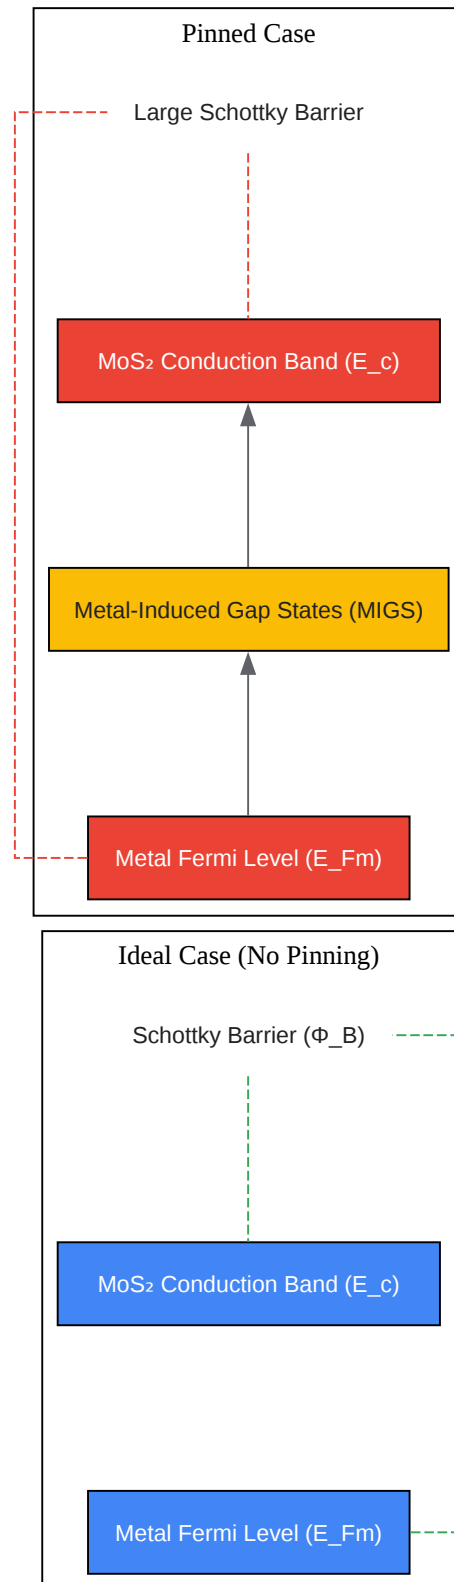 Pinned Case
Large Schottky Barrier
MoS₂ Conduction Band (E_c)
Metal-Induced Gap States (MIGS)
Metal Fermi Level (E_Fm)
Ideal Case (No Pinning)
Schottky Barrier (Φ_B)
MoS₂ Conduction Band (E_c)
Metal Fermi Level (E_Fm)